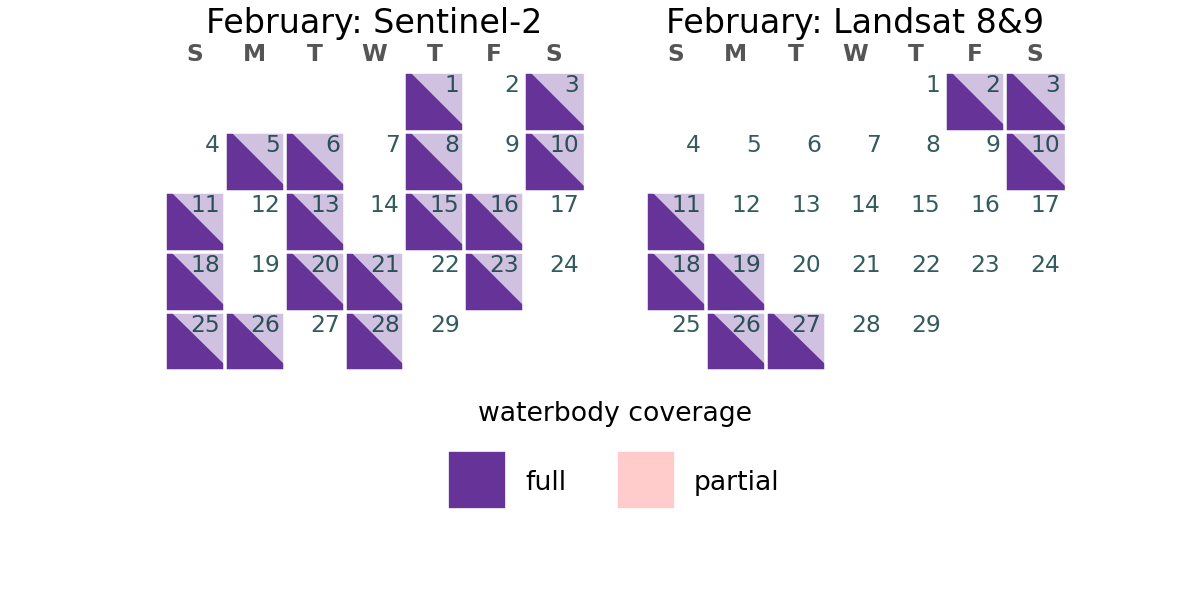 February: Sentinel-2
S M T W T F S
1 2 3
4 5 6 7 8 9 10
11 12 13 14 15 16 17
18 19 20 21 22 23 24
25 26 27 28 29
February: Landsat 8&9
S M T W T F S
1 2 3
4 5 6 7 8 9 10
11 12 13 14 15 16 17
18 19 20 21 22 23 24
25 26 27 28 29
waterbody coverage
full partial